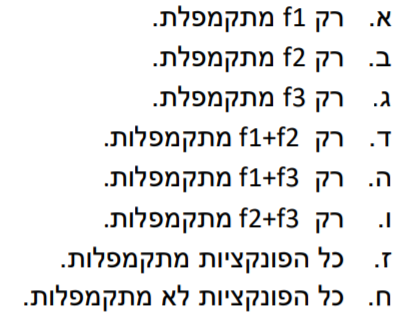 א. רק f1 מתקמפלת.
ב. רק f2 מתקמפלת.
ג. רק f3 מתקמפלת.
ד. רק f1+f2 מתקמפלות.
ה. רק f1+f3 מתקמפלות.
ו. רק f2+f3 מתקמפלות.
ז. כל הפונקציות מתקמפלות.
ח. כל הפונקציות לא מתקמפלות.